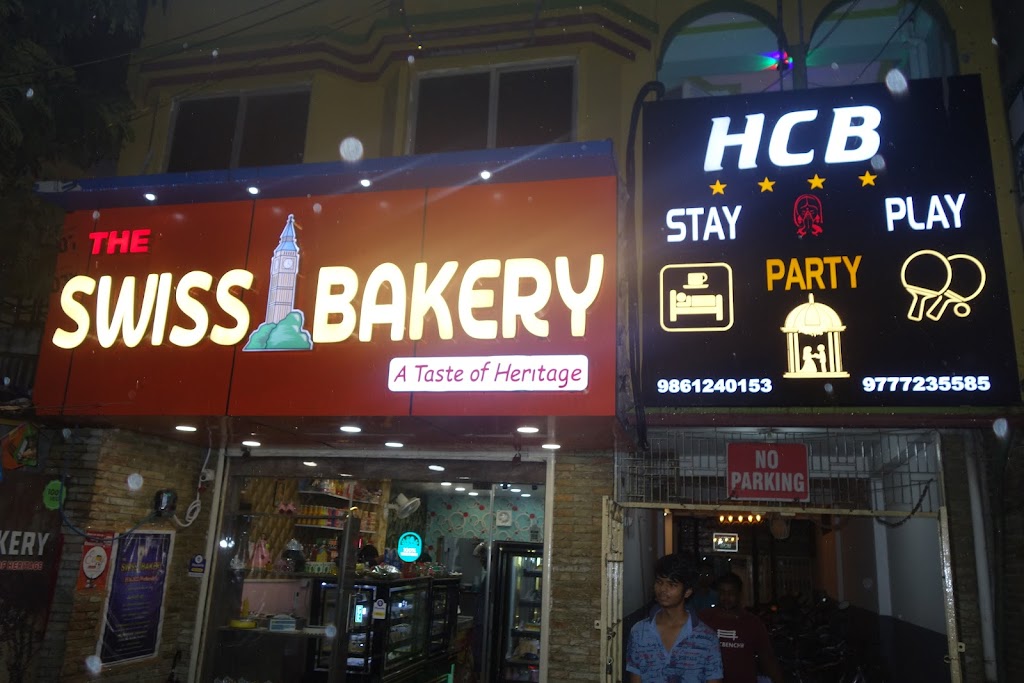 THE
SWISS BAKERY
A Taste of Heritage
HCB
STAY
PLAY
PARTY
9861240153
9777235585
NO
PARKING
KERY